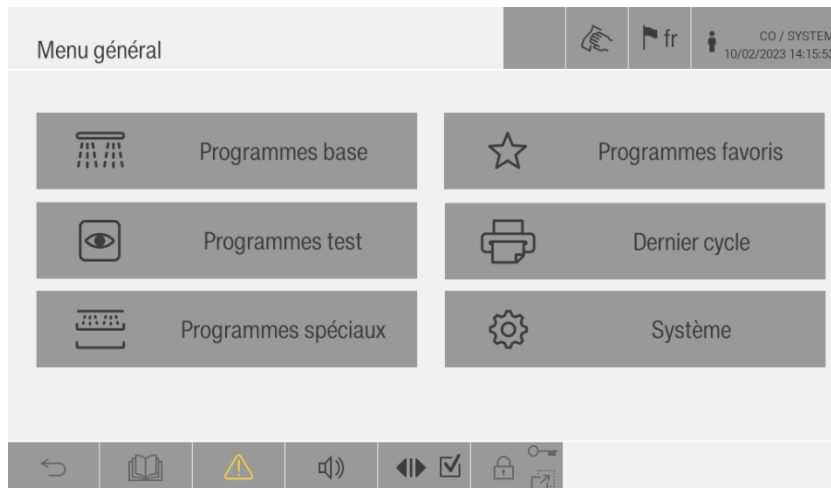 Menu général
fr
CO / SYSTEM
10/02/2023 14:15:53
Programmes base
Programmes favoris
Programmes test
Dernier cycle
Programmes spéciaux
Système